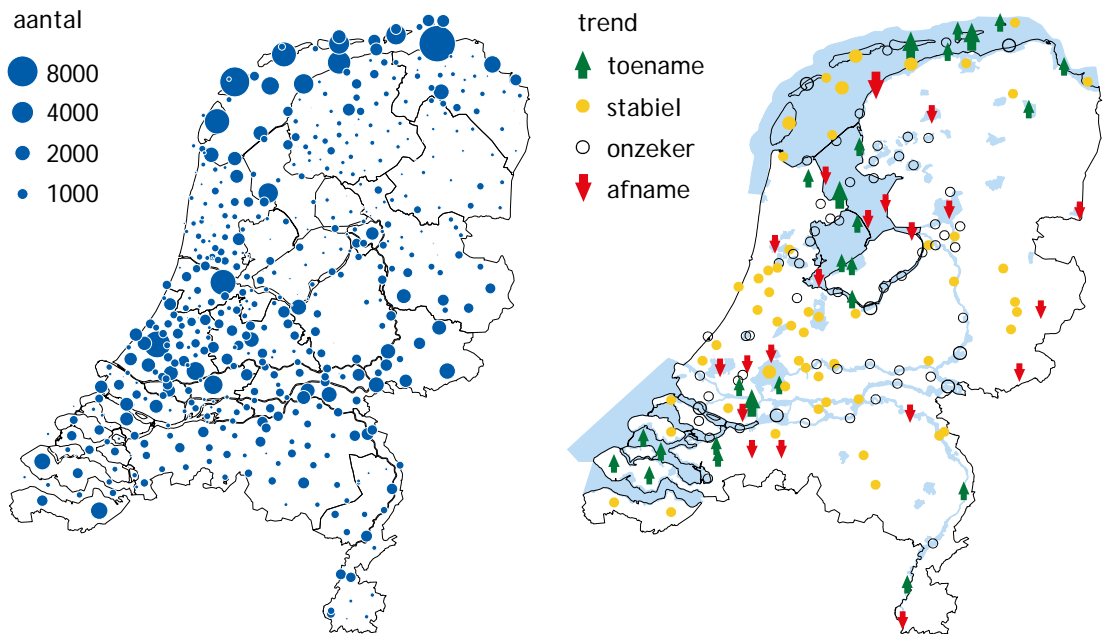 aantal
8000
4000
2000
1000
trend
toename
stabiel
onzeker
afname